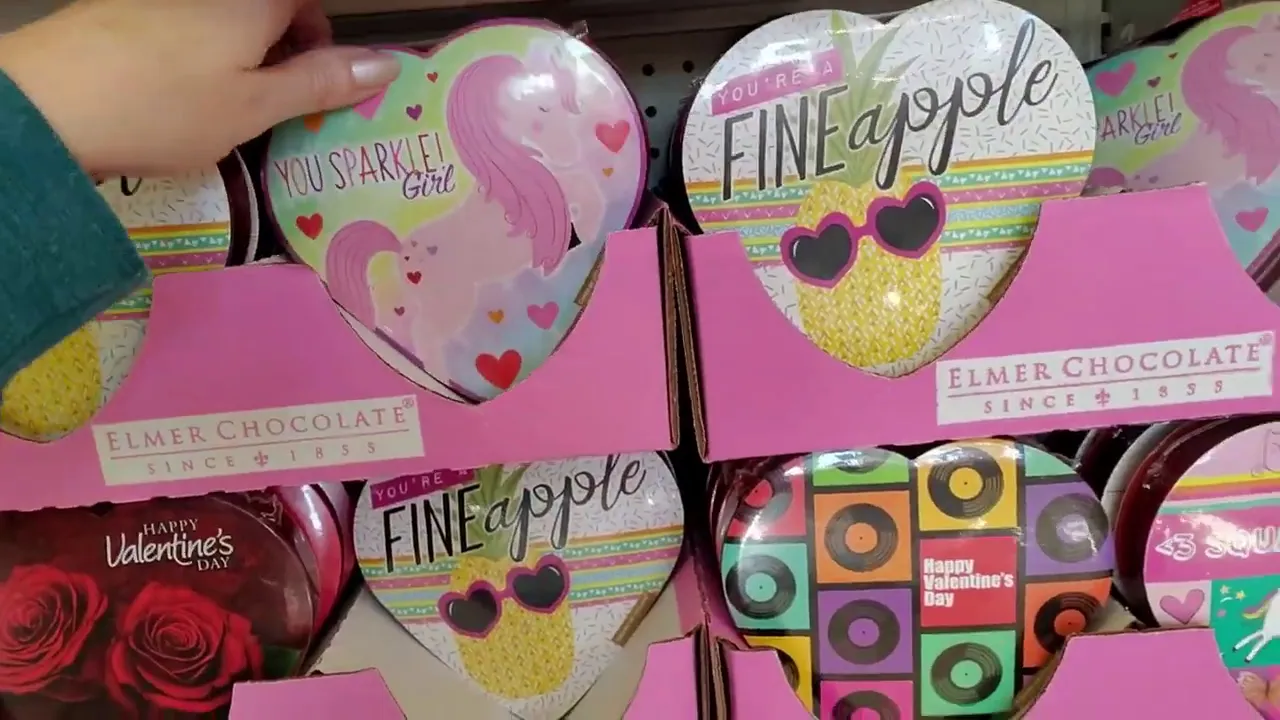 YOU SPARKLE!
Girl
YOU'RE A
FINEapple
ARKLE!
Girl
ELMER CHOCOLATE®
SINCE ⚜ 1855
ELMER CHOCOLATE®
SINCE ⚜ 1855
HAPPY
Valentine's
DAY
YOU'RE A
FINEapple
Happy
Valentine's
Day